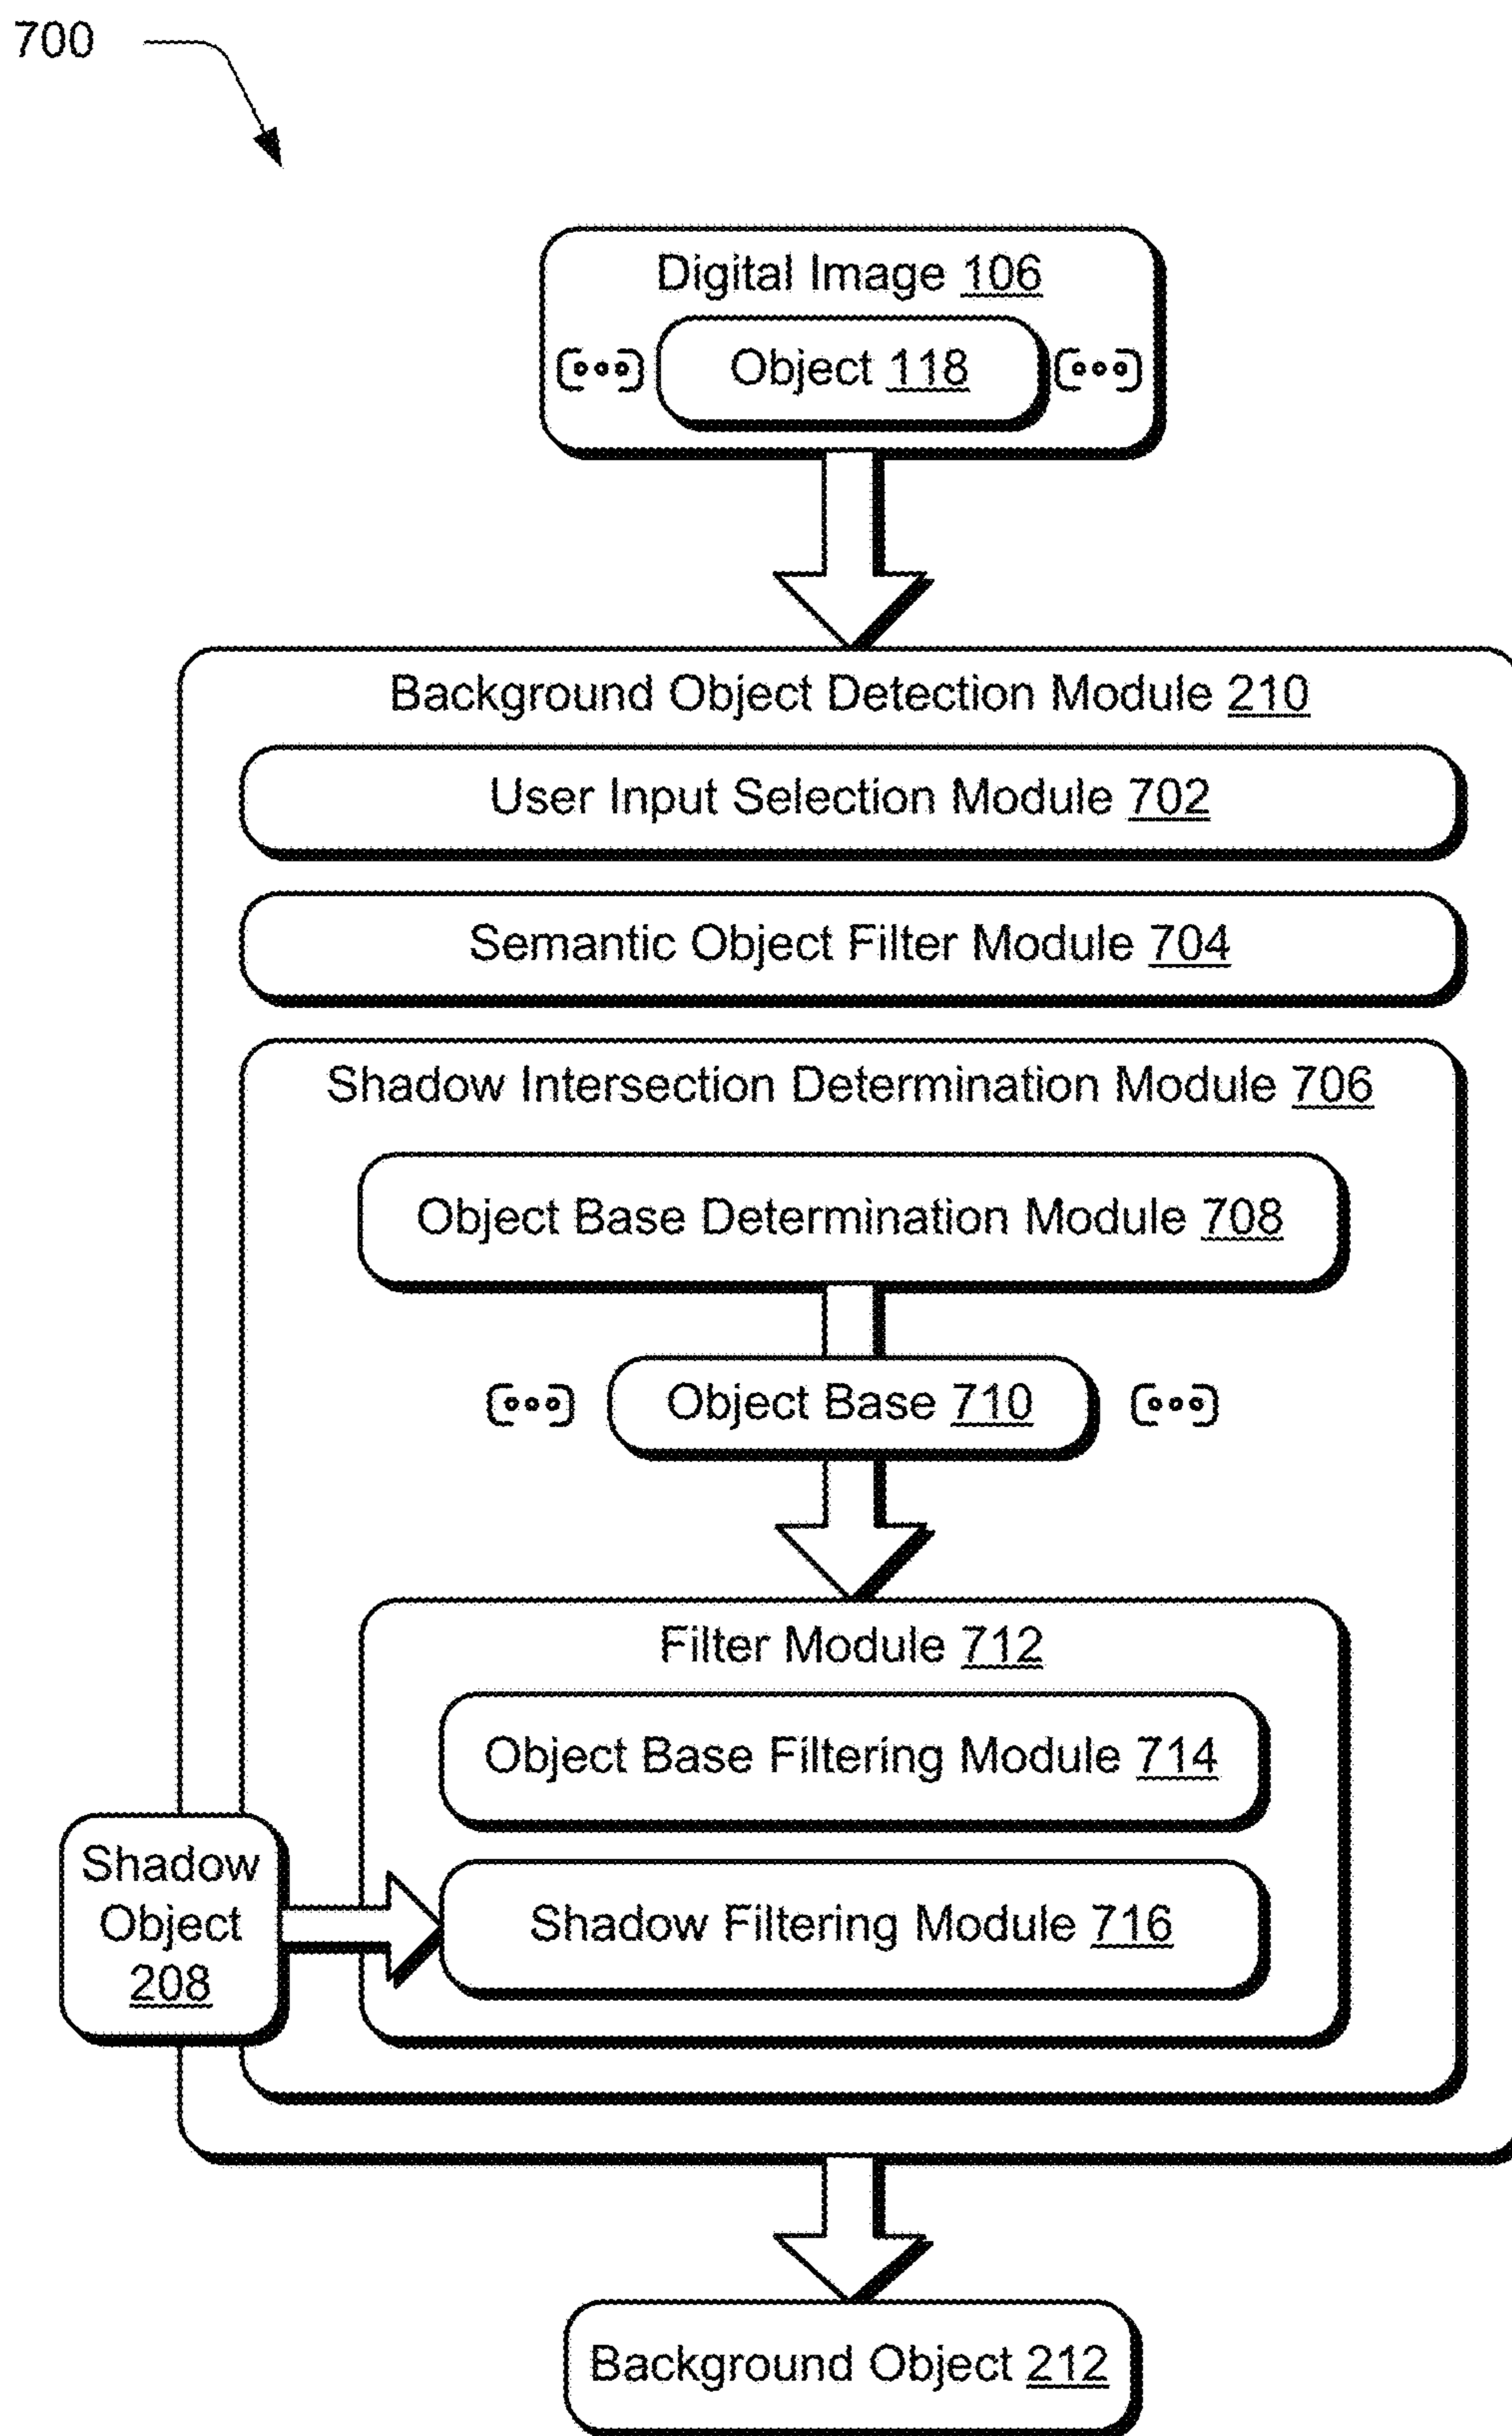 700
Digital Image 106
Object 118
Background Object Detection Module 210
User Input Selection Module 702
Semantic Object Filter Module 704
Shadow Intersection Determination Module 706
Object Base Determination Module 708
Object Base 710
Filter Module 712
Object Base Filtering Module 714
Shadow
Object
208
Shadow Filtering Module 716
Background Object 212